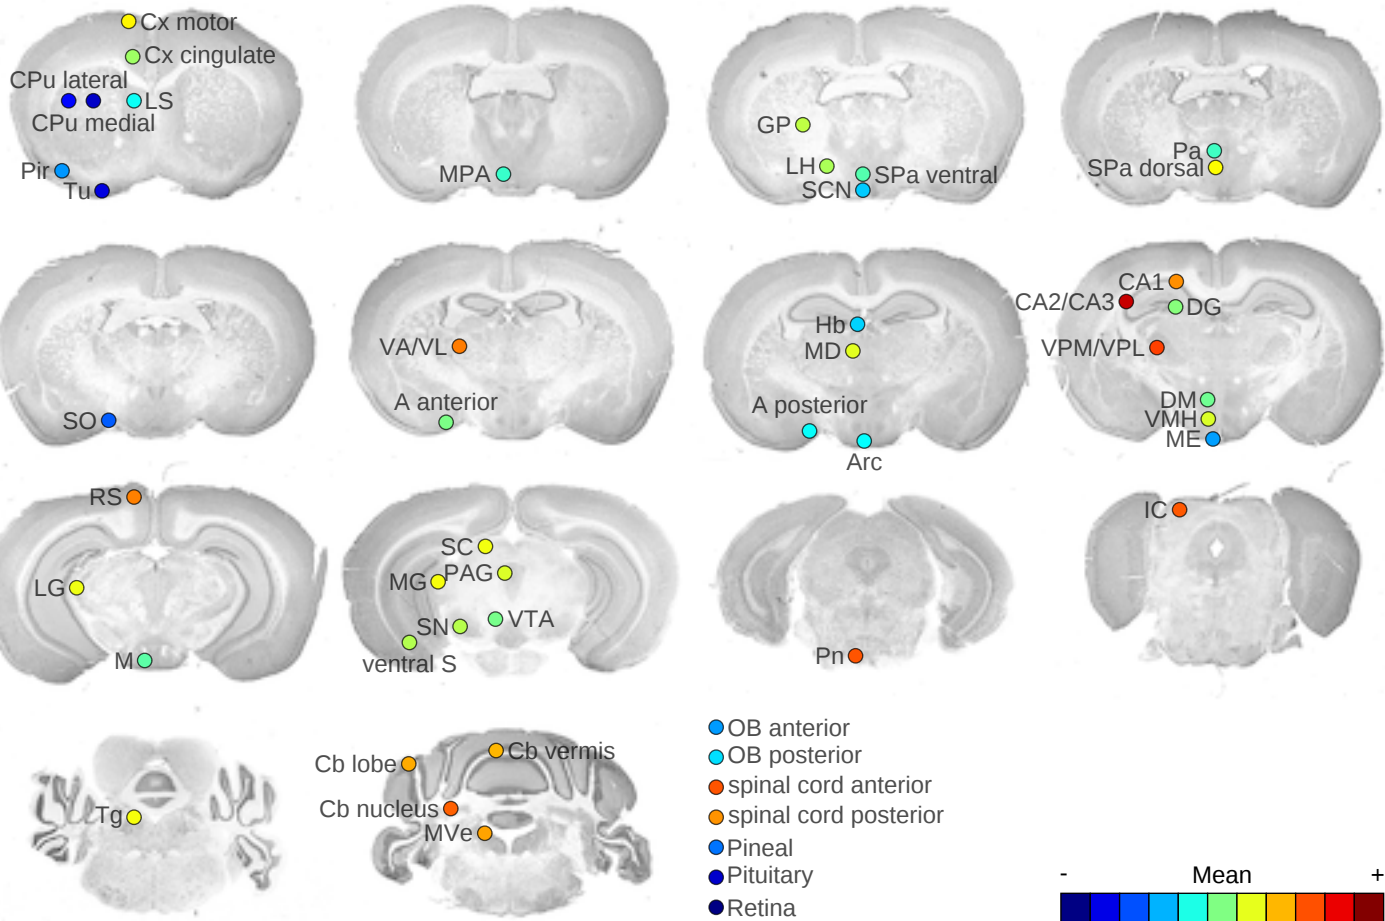 Cx motor
Cx cingulate
CPu lateral
LS
CPu medial
Pir
Tu
MPA
GP
LH
SPa ventral
SCN
Pa
SPa dorsal
SO
VA/VL
A anterior
Hb
MD
A posterior
Arc
CA1
CA2/CA3
DG
VPM/VPL
DM
VMH
ME
RS
LG
M
SC
MG
PAG
SN
VTA
ventral S
Pn
IC
Tg
Cb lobe
Cb vermis
Cb nucleus
MVe
OB anterior
OB posterior
spinal cord anterior
spinal cord posterior
Pineal
Pituitary
Retina
- Mean +